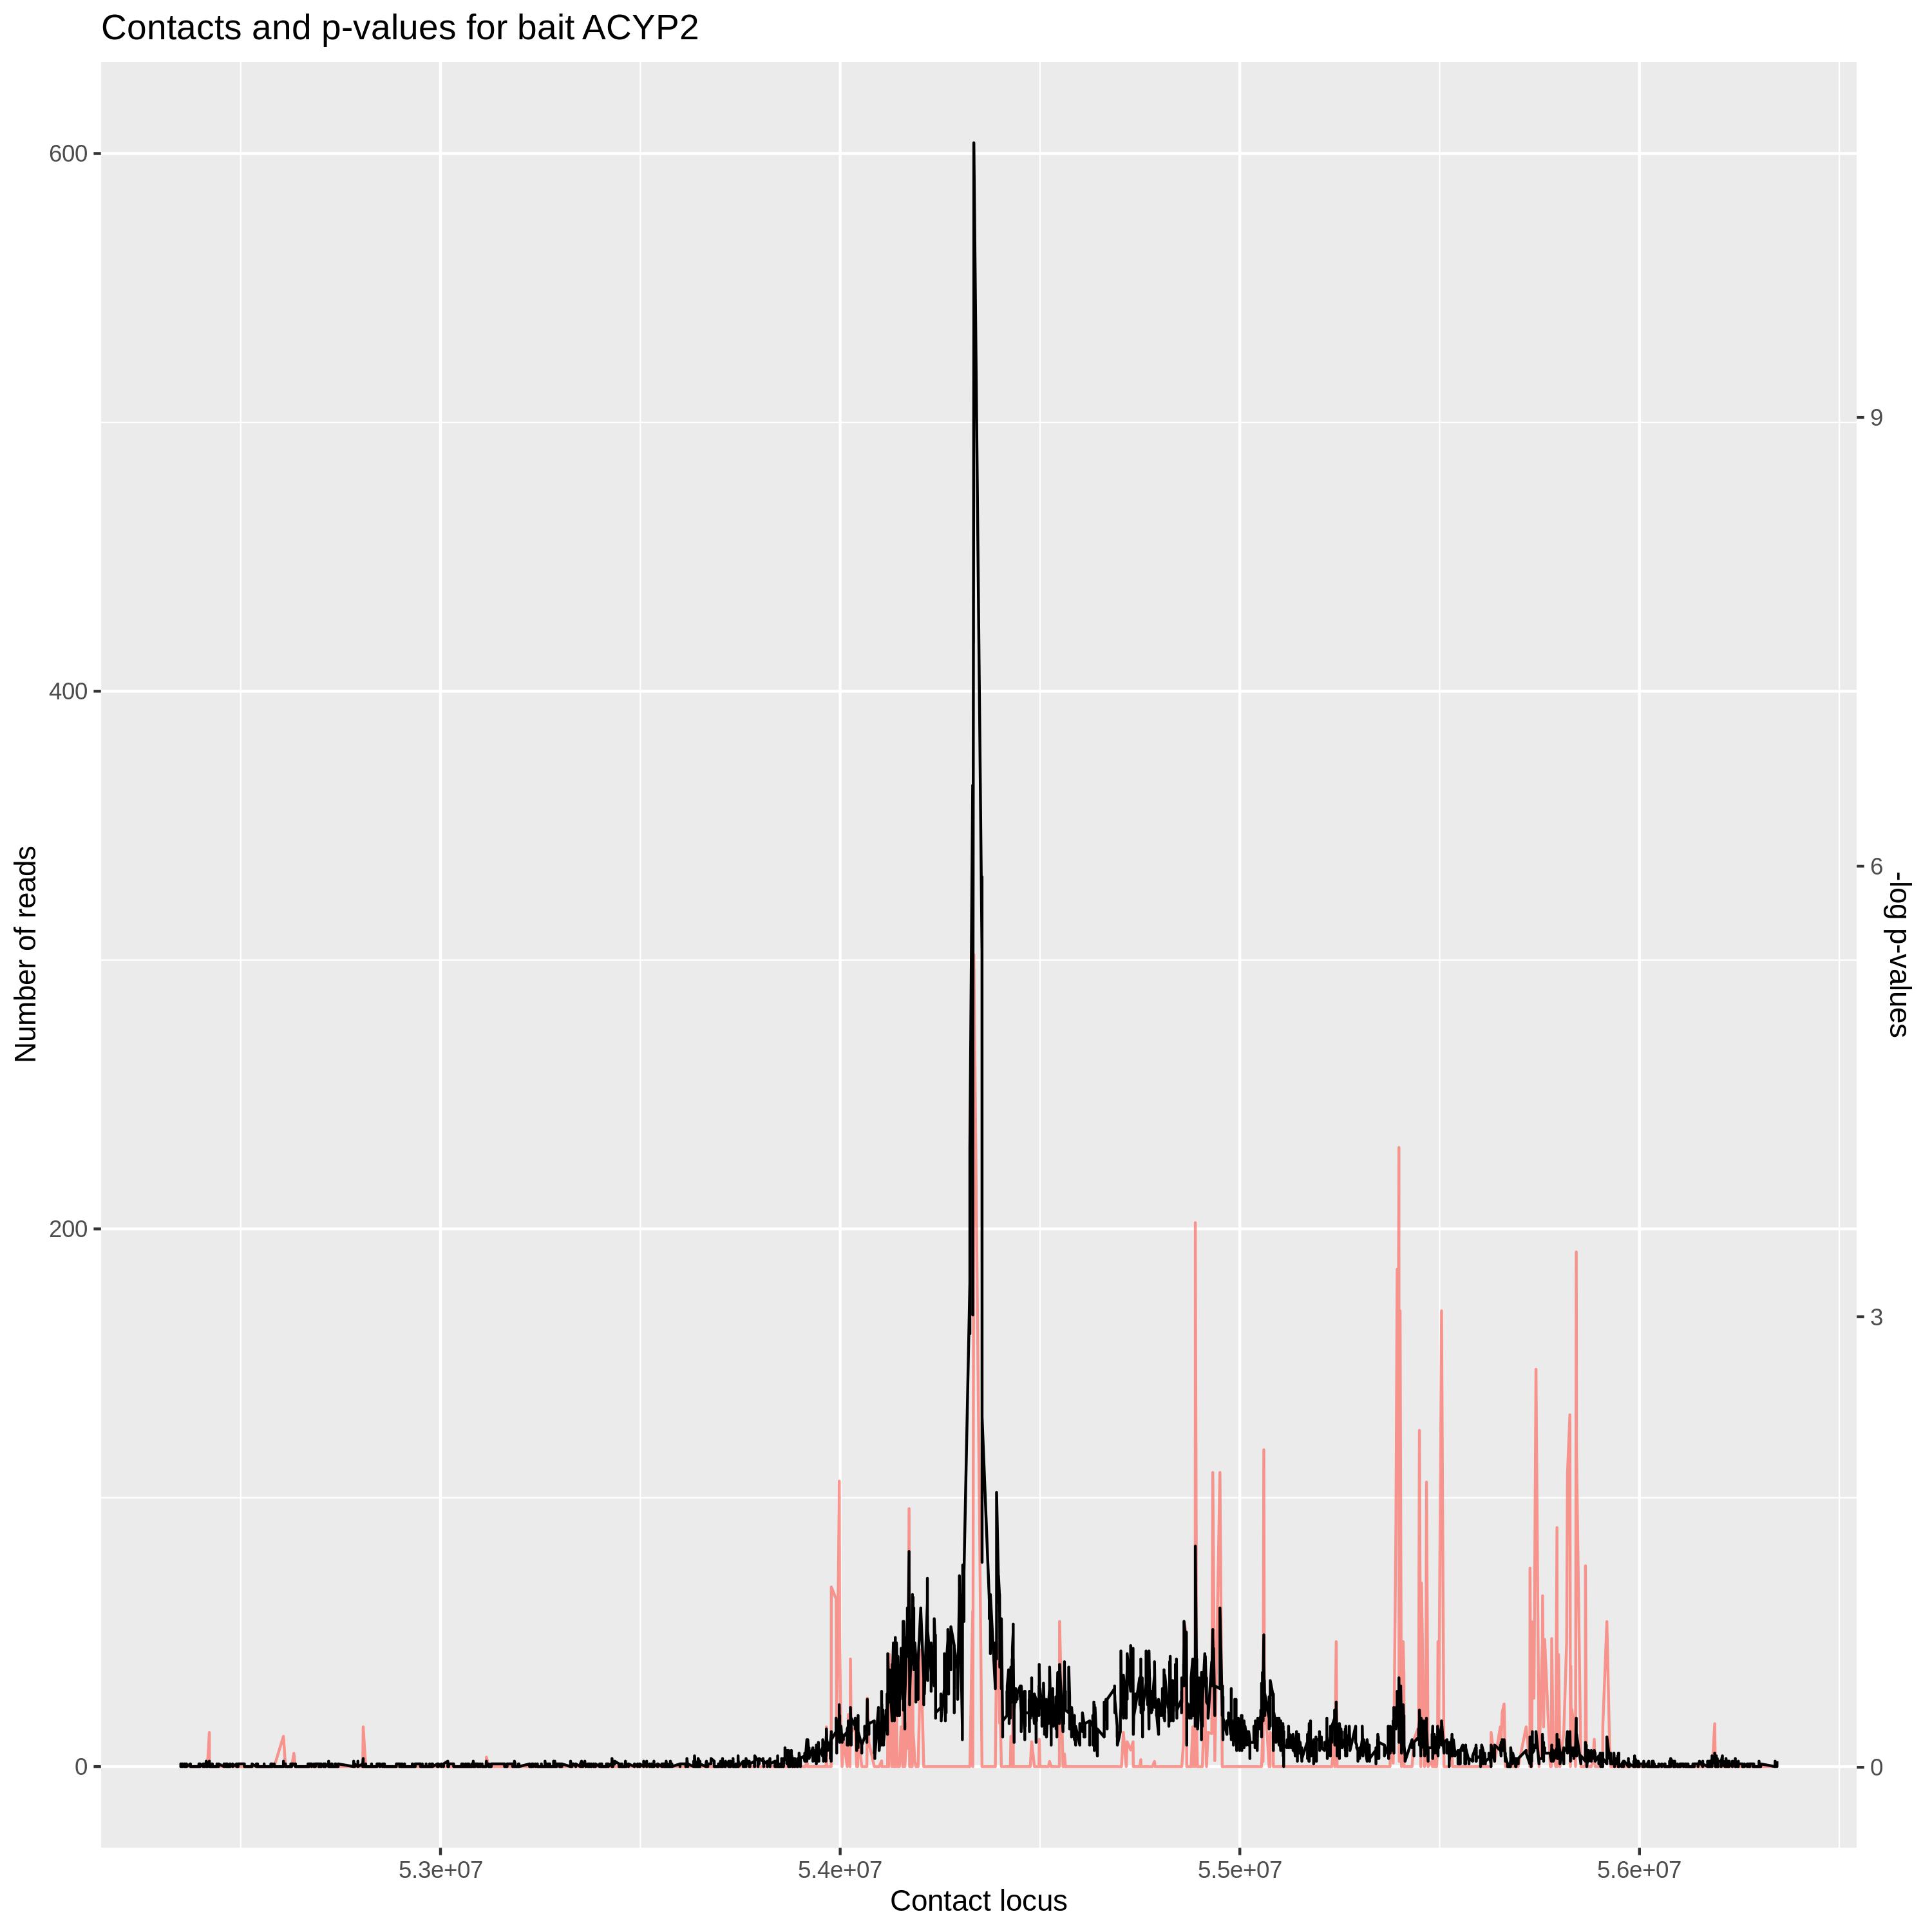 Contacts and p-values for bait ACYP2
600
400
200
0
Number of reads
9
6
3
0
-log p-values
5.3e+07
5.4e+07
5.5e+07
5.6e+07
Contact locus